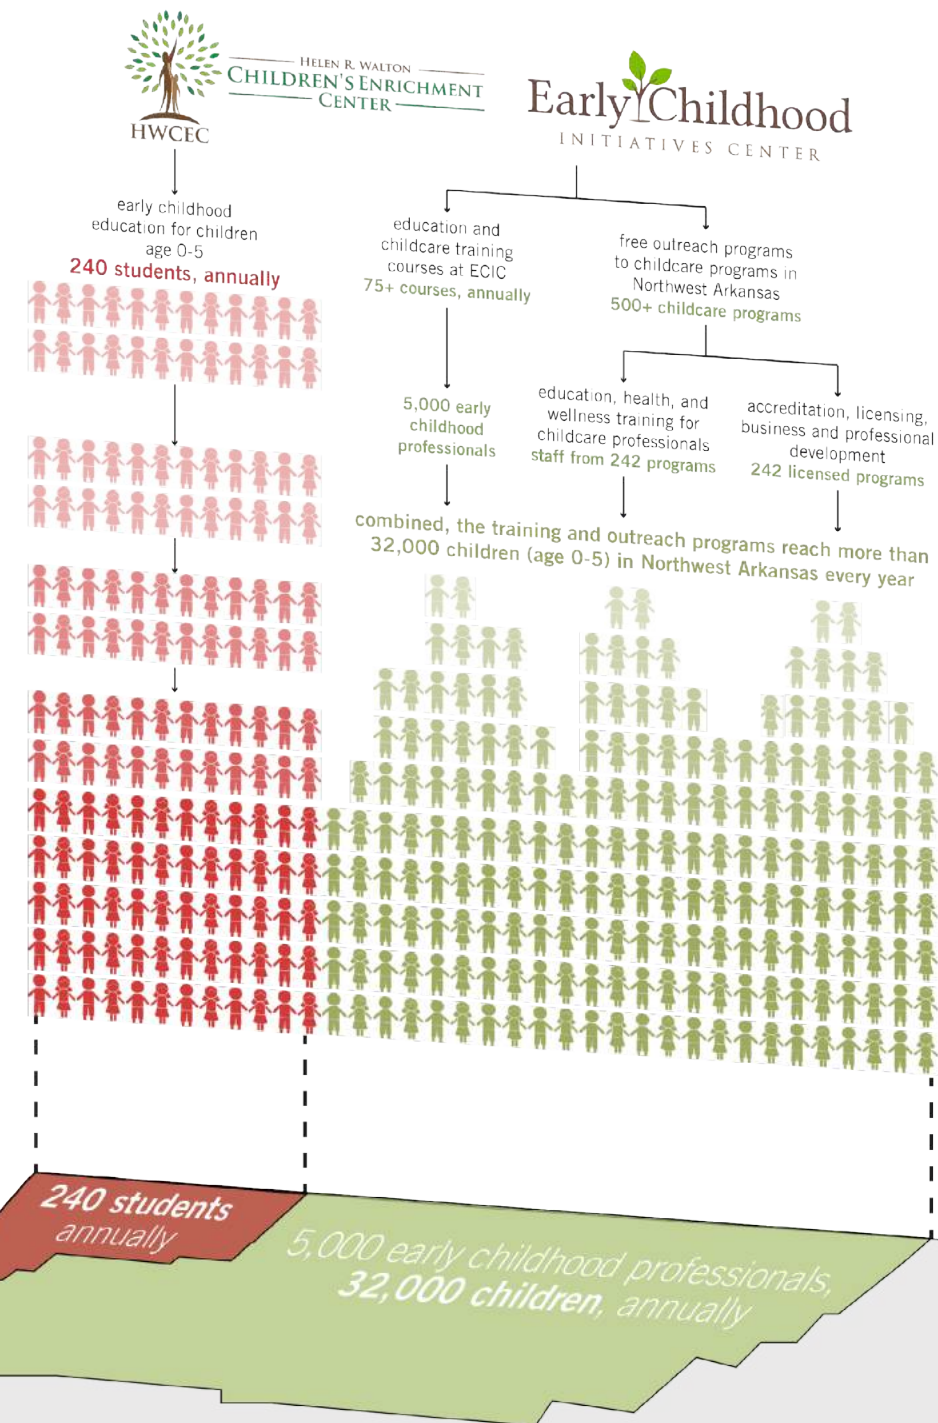 HELEN R. WALTON
CHILDREN'S ENRICHMENT
CENTER
HWCEC
Early Childhood
INITIATIVES CENTER
early childhood
education for children
age 0-5
240 students, annually
education and
childcare training
courses at ECIC
75+ courses, annually
free outreach programs
to childcare programs in
Northwest Arkansas
500+ childcare programs
5,000 early
childhood
professionals
education, health, and
wellness training for
childcare professionals
staff from 242 programs
accreditation, licensing,
business and professional
development
242 licensed programs
combined, the training and outreach programs reach more than
32,000 children (age 0-5) in Northwest Arkansas every year
240 students
annually
5,000 early childhood professionals,
32,000 children, annually